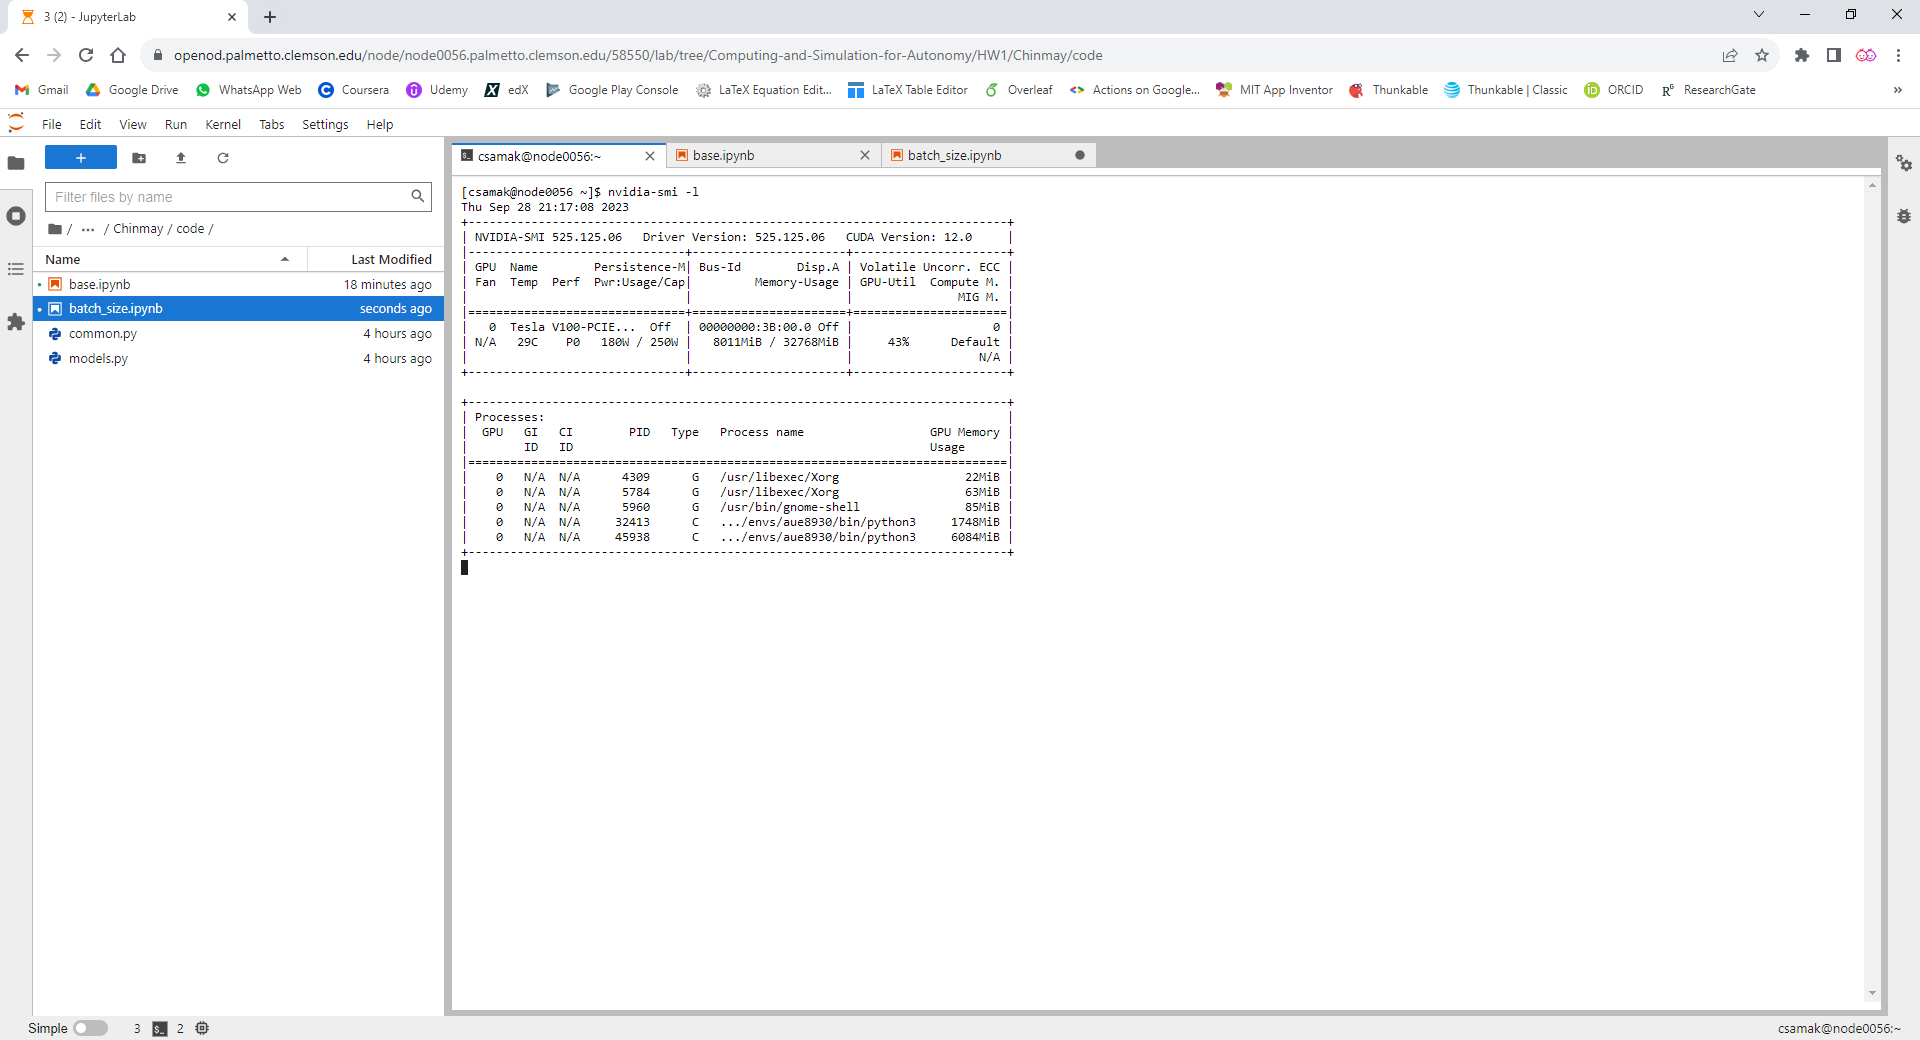 3 (2) - JupyterLab
openod.palmetto.clemson.edu/node/node0056.palmetto.clemson.edu/58550/lab/tree/Computing-and-Simulation-for-Autonomy/HW1/Chinmay/code
Gmail Google Drive WhatsApp Web Coursera Udemy edX Google Play Console LaTeX Equation Edit... LaTeX Table Editor Overleaf Actions on Google... MIT App Inventor Thunkable Thunkable | Classic ORCID ResearchGate »
File Edit View Run Kernel Tabs Settings Help
Filter files by name
/ ... / Chinmay / code /
Name Last Modified
base.ipynb 18 minutes ago
batch_size.ipynb seconds ago
common.py 4 hours ago
models.py 4 hours ago
csamak@node0056:~ base.ipynb batch_size.ipynb
[csamak@node0056 ~]$ nvidia-smi -l
Thu Sep 28 21:17:08 2023
+-----------------------------------------------------------------------------+
| NVIDIA-SMI 525.125.06   Driver Version: 525.125.06   CUDA Version: 12.0     |
|-------------------------------+----------------------+----------------------+
| GPU  Name        Persistence-M| Bus-Id        Disp.A | Volatile Uncorr. ECC |
| Fan  Temp  Perf  Pwr:Usage/Cap|         Memory-Usage | GPU-Util  Compute M. |
|                               |                      |               MIG M. |
|===============================+======================+======================|
|   0  Tesla V100-PCIE...  Off  | 00000000:3B:00.0 Off |                    0 |
| N/A   29C    P0   180W / 250W |   8011MiB / 32768MiB |     43%      Default |
|                               |                      |                  N/A |
+-------------------------------+----------------------+----------------------+
+-----------------------------------------------------------------------------+
| Processes:                                                                  |
|  GPU   GI   CI        PID   Type   Process name                  GPU Memory |
|        ID   ID                                                   Usage      |
|=============================================================================|
|    0   N/A  N/A      4309      G   /usr/libexec/Xorg                  22MiB |
|    0   N/A  N/A      5784      G   /usr/libexec/Xorg                  63MiB |
|    0   N/A  N/A      5960      G   /usr/bin/gnome-shell               85MiB |
|    0   N/A  N/A     32413      C   .../envs/aue8930/bin/python3     1748MiB |
|    0   N/A  N/A     45938      C   .../envs/aue8930/bin/python3     6084MiB |
+-----------------------------------------------------------------------------+
Simple 3 2 csamak@node0056:~